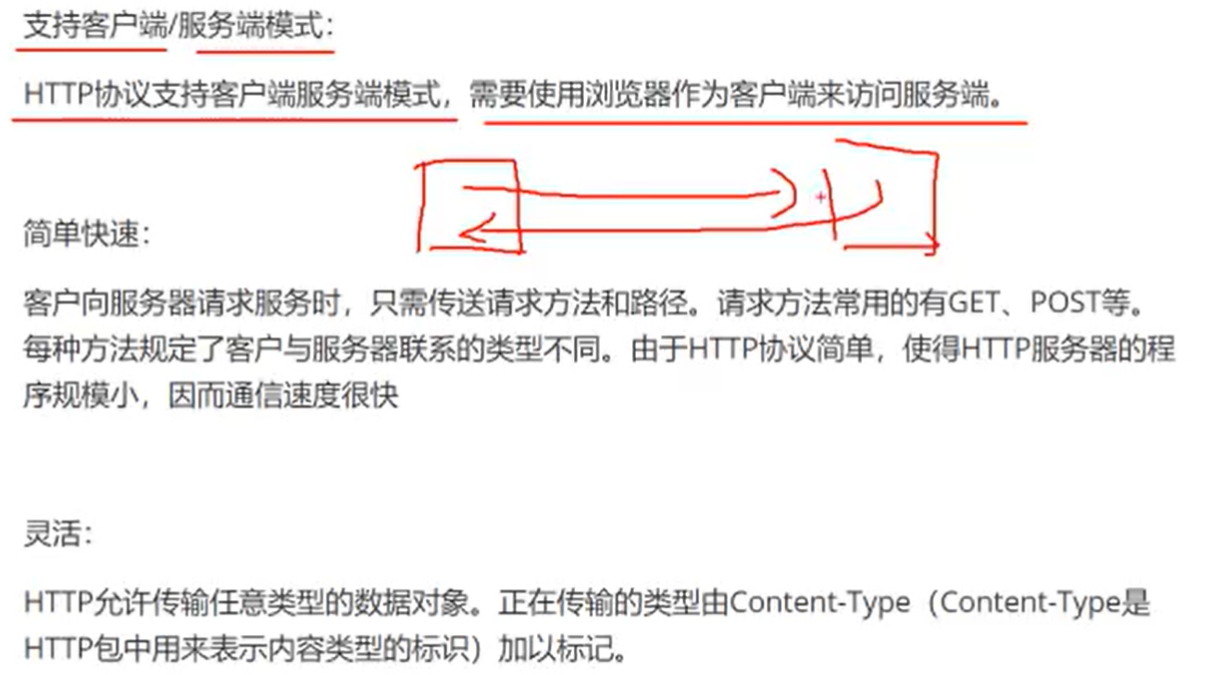 支持客户端/服务端模式：
HTTP协议支持客户端服务端模式，需要使用浏览器作为客户端来访问服务端。
简单快速：
客户向服务器请求服务时，只需传送请求方法和路径。请求方法常用的有GET、POST等。
每种方法规定了客户与服务器联系的类型不同。由于HTTP协议简单，使得HTTP服务器的程
序规模小，因而通信速度很快
灵活：
HTTP允许传输任意类型的数据对象。正在传输的类型由Content-Type（Content-Type是
HTTP包中用来表示内容类型的标识）加以标记。